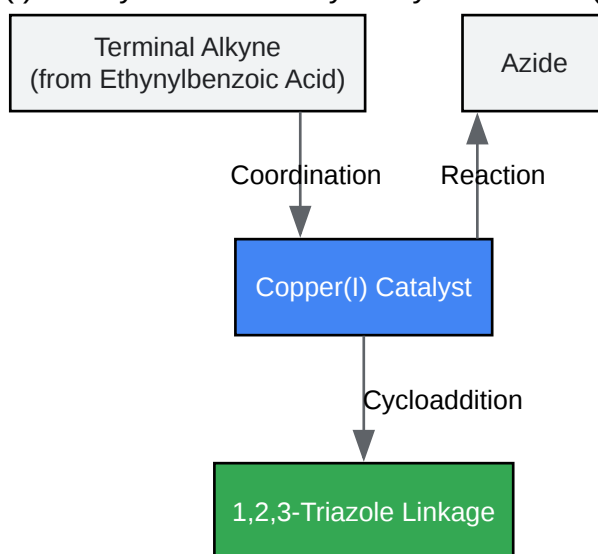 Terminal Alkyne
(from Ethynylbenzoic Acid)
Azide
Coordination
Reaction
Copper(I) Catalyst
Cycloaddition
1,2,3-Triazole Linkage